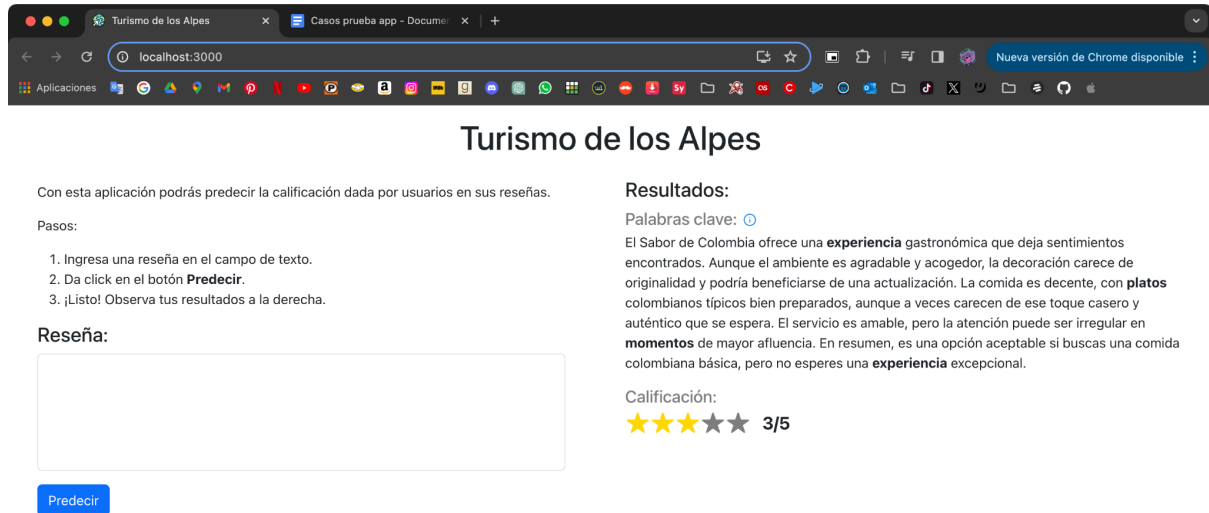 Turismo de los Alpes
Casos prueba app - Documen
localhost:3000
Nueva versión de Chrome disponible
Aplicaciones
Turismo de los Alpes
Con esta aplicación podrás predecir la calificación dada por usuarios en sus reseñas.
Pasos:
1. Ingresa una reseña en el campo de texto.
2. Da click en el botón Predecir.
3. ¡Listo! Observa tus resultados a la derecha.
Reseña:
Predecir
Resultados:
Palabras clave:
El Sabor de Colombia ofrece una experiencia gastronómica que deja sentimientos
encontrados. Aunque el ambiente es agradable y acogedor, la decoración carece de
originalidad y podría beneficiarse de una actualización. La comida es decente, con platos
colombianos típicos bien preparados, aunque a veces carecen de ese toque casero y
auténtico que se espera. El servicio es amable, pero la atención puede ser irregular en
momentos de mayor afluencia. En resumen, es una opción aceptable si buscas una comida
colombiana básica, pero no esperes una experiencia excepcional.
Calificación:
3/5